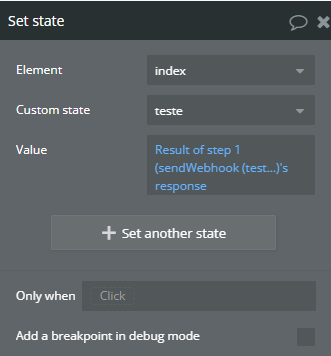 Set state
Element
index
Custom state
teste
Value
Result of step 1
(sendWebhook (test...)'s
response
Set another state
Only when
Click
Add a breakpoint in debug mode